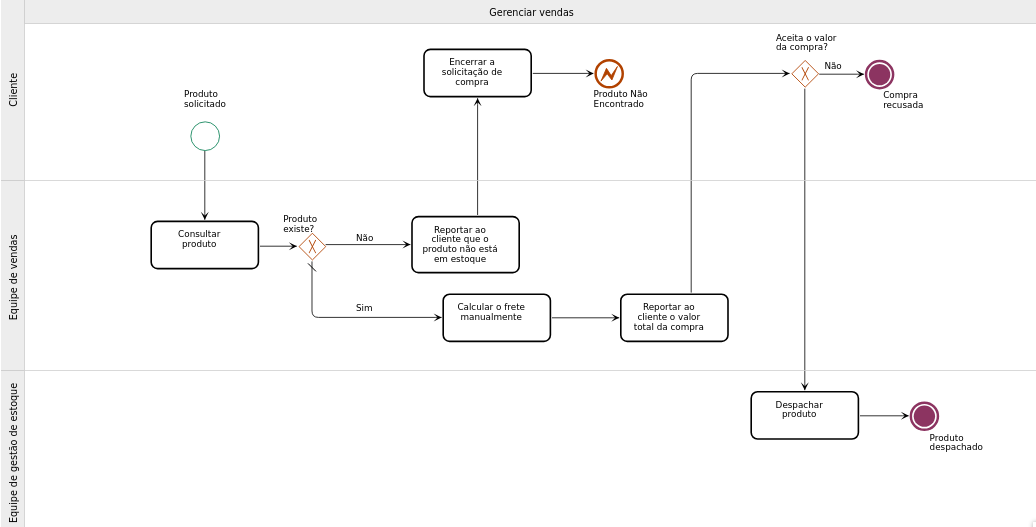 Gerenciar vendas
Cliente
Produto
solicitado
Encerrar a
solicitação de
compra
Produto Não
Encontrado
Aceita o valor
da compra?
Não
Compra
recusada
Equipe de vendas
Consultar
produto
Produto
existe?
Não
Reportar ao
cliente que o
produto não está
em estoque
Sim
Calcular o frete
manualmente
Reportar ao
cliente o valor
total da compra
Equipe de gestão de estoque
Despachar
produto
Produto
despachado